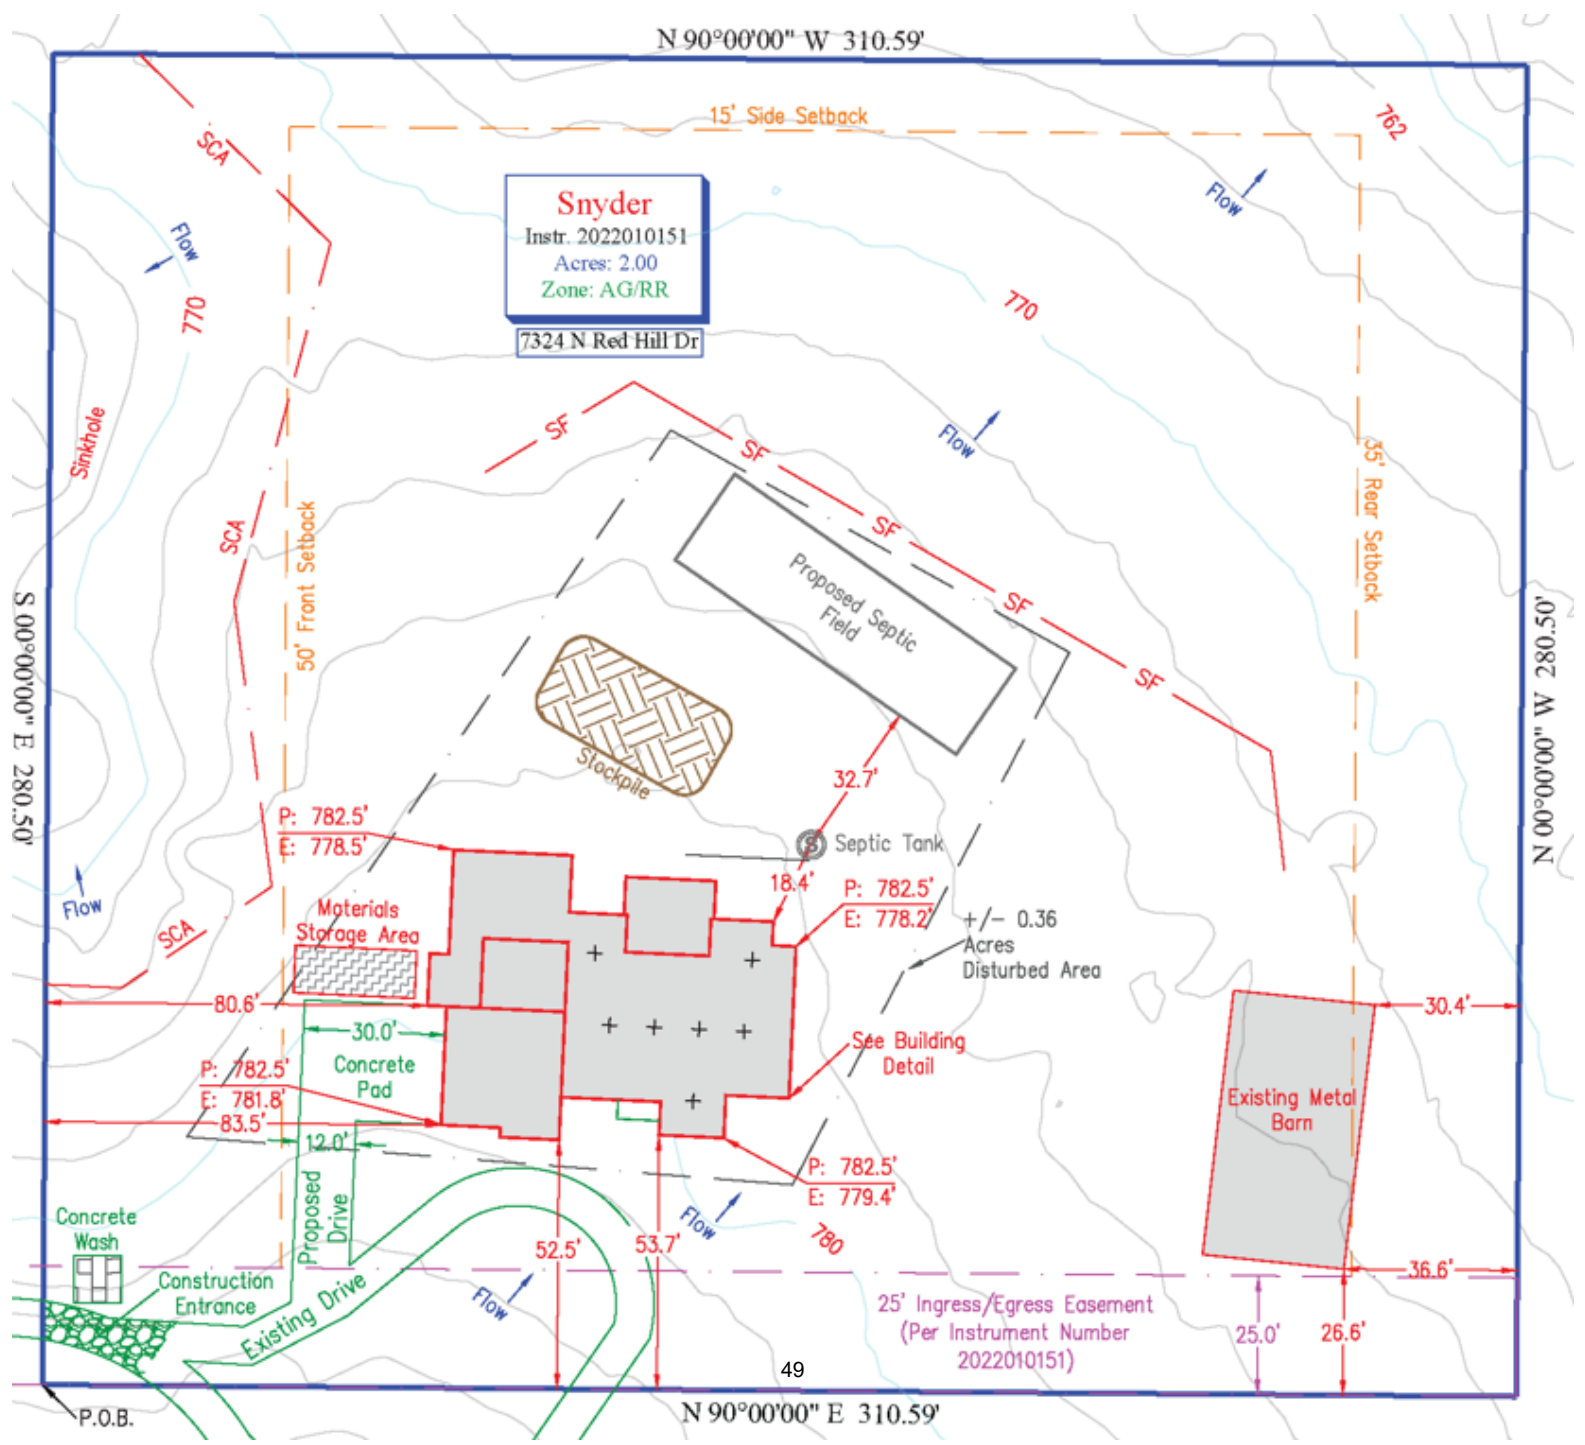 N 90°00'00" W 310.59'
15' Side Setback
762
SCA
Flow
Flow
Snyder
Instr. 2022010151
Acres: 2.00
Zone: AG/RR
7324 N Red Hill Dr
770
770
Sinkhole
SF
SF
Flow
SF
SF
SF
SCA
50' Front Setback
35' Rear Setback
Proposed Septic
Field
S 00°00'00" E 280.50'
N 00°00'00" W 280.50'
Stockpile
32.7'
P: 782.5'
E: 778.5'
S
Septic Tank
18.4'
P: 782.5'
E: 778.2'
Flow
SCA
Materials
Storage Area
+/- 0.36
Acres
Disturbed Area
80.6'
30.0'
30.4'
Concrete
Pad
See Building
Detail
P: 782.5'
E: 781.8'
83.5'
Existing Metal
Barn
12.0'
Proposed
Drive
P: 782.5'
E: 779.4'
Flow
780
Concrete
Wash
52.5'
53.7'
36.6'
Construction
Entrance
Existing Drive
Flow
25' Ingress/Egress Easement
(Per Instrument Number
2022010151)
25.0'
26.6'
49
P.O.B.
N 90°00'00" E 310.59'